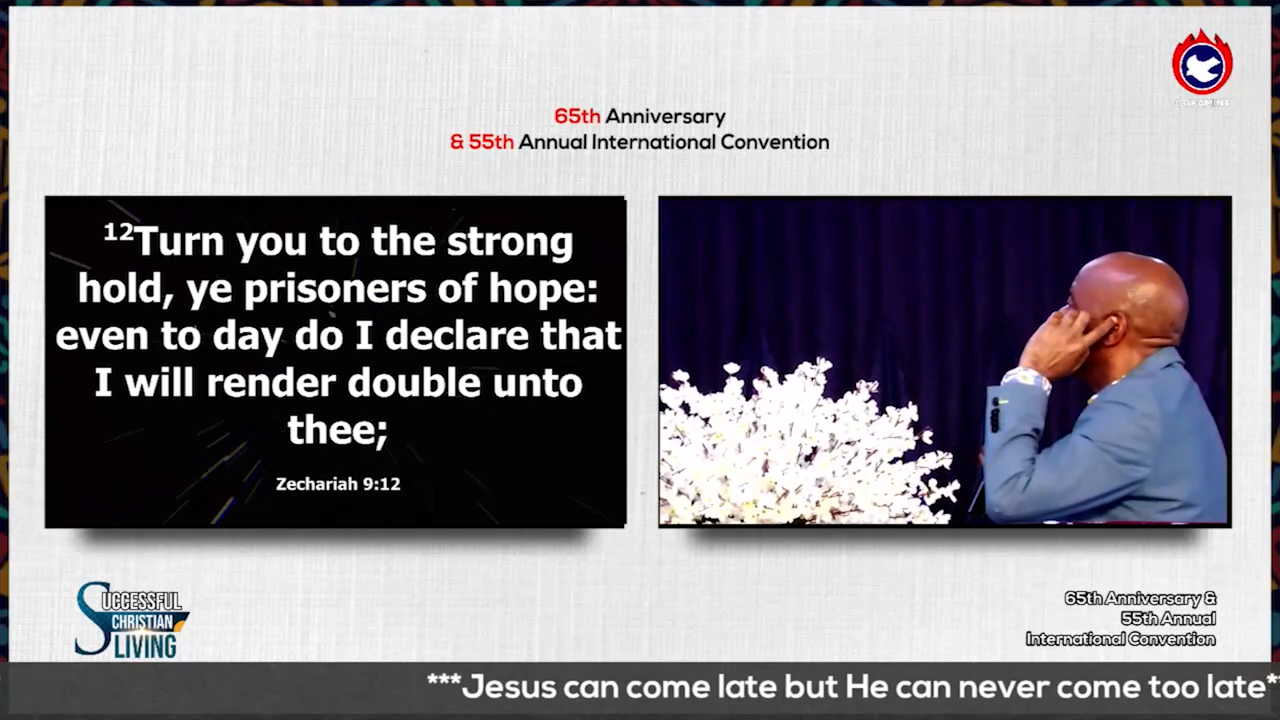 65th Anniversary
& 55th Annual International Convention
12Turn you to the strong
hold, ye prisoners of hope:
even to day do I declare that
I will render double unto
thee;
Zechariah 9:12
SUCCESSFUL
CHRISTIAN
LIVING
65th Anniversary &
55th Annual
International Convention
***Jesus can come late but He can never come too late*